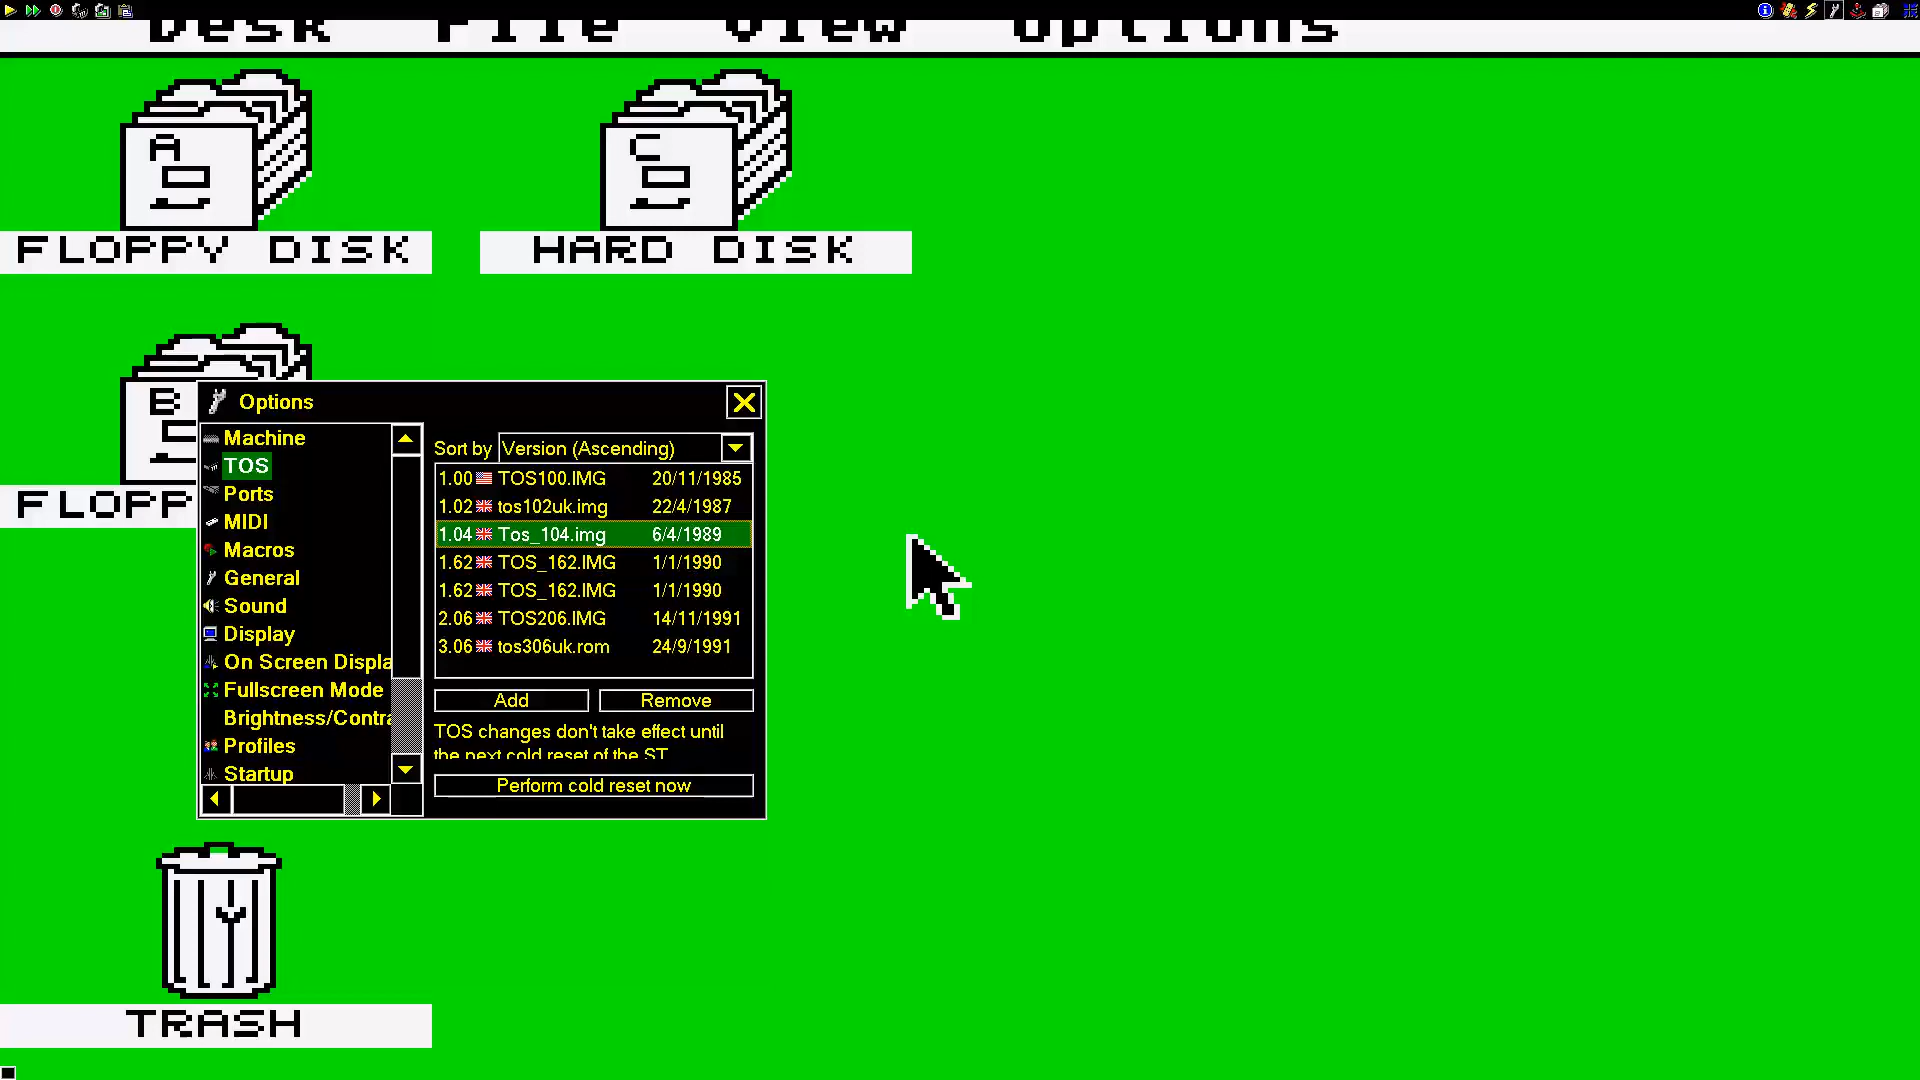 Desk File View Options
A
C
FLOPPY DISK
HARD DISK
B
FLOPP
Options
Machine
TOS
Ports
MIDI
Macros
General
Sound
Display
On Screen Displa
Fullscreen Mode
Brightness/Contra
Profiles
Startup
Sort by Version (Ascending)
1.00 TOS100.IMG 20/11/1985
1.02 tos102uk.img 22/4/1987
1.04 Tos_104.img 6/4/1989
1.62 TOS_162.IMG 1/1/1990
1.62 TOS_162.IMG 1/1/1990
2.06 TOS206.IMG 14/11/1991
3.06 tos306uk.rom 24/9/1991
Add Remove
TOS changes don't take effect until
the next cold reset of the ST
Perform cold reset now
TRASH